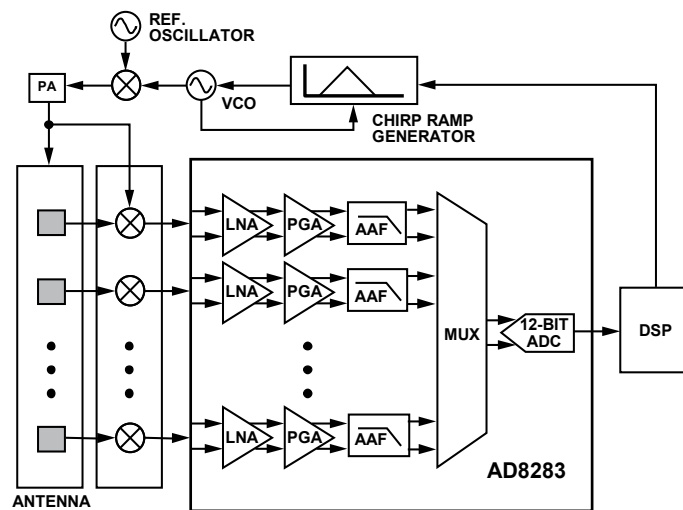 REF.
OSCILLATOR
PA
VCO
CHIRP RAMP
GENERATOR
LNA
PGA
AAF
LNA
PGA
AAF
MUX
12-BIT
ADC
DSP
LNA
PGA
AAF
AD8283
ANTENNA